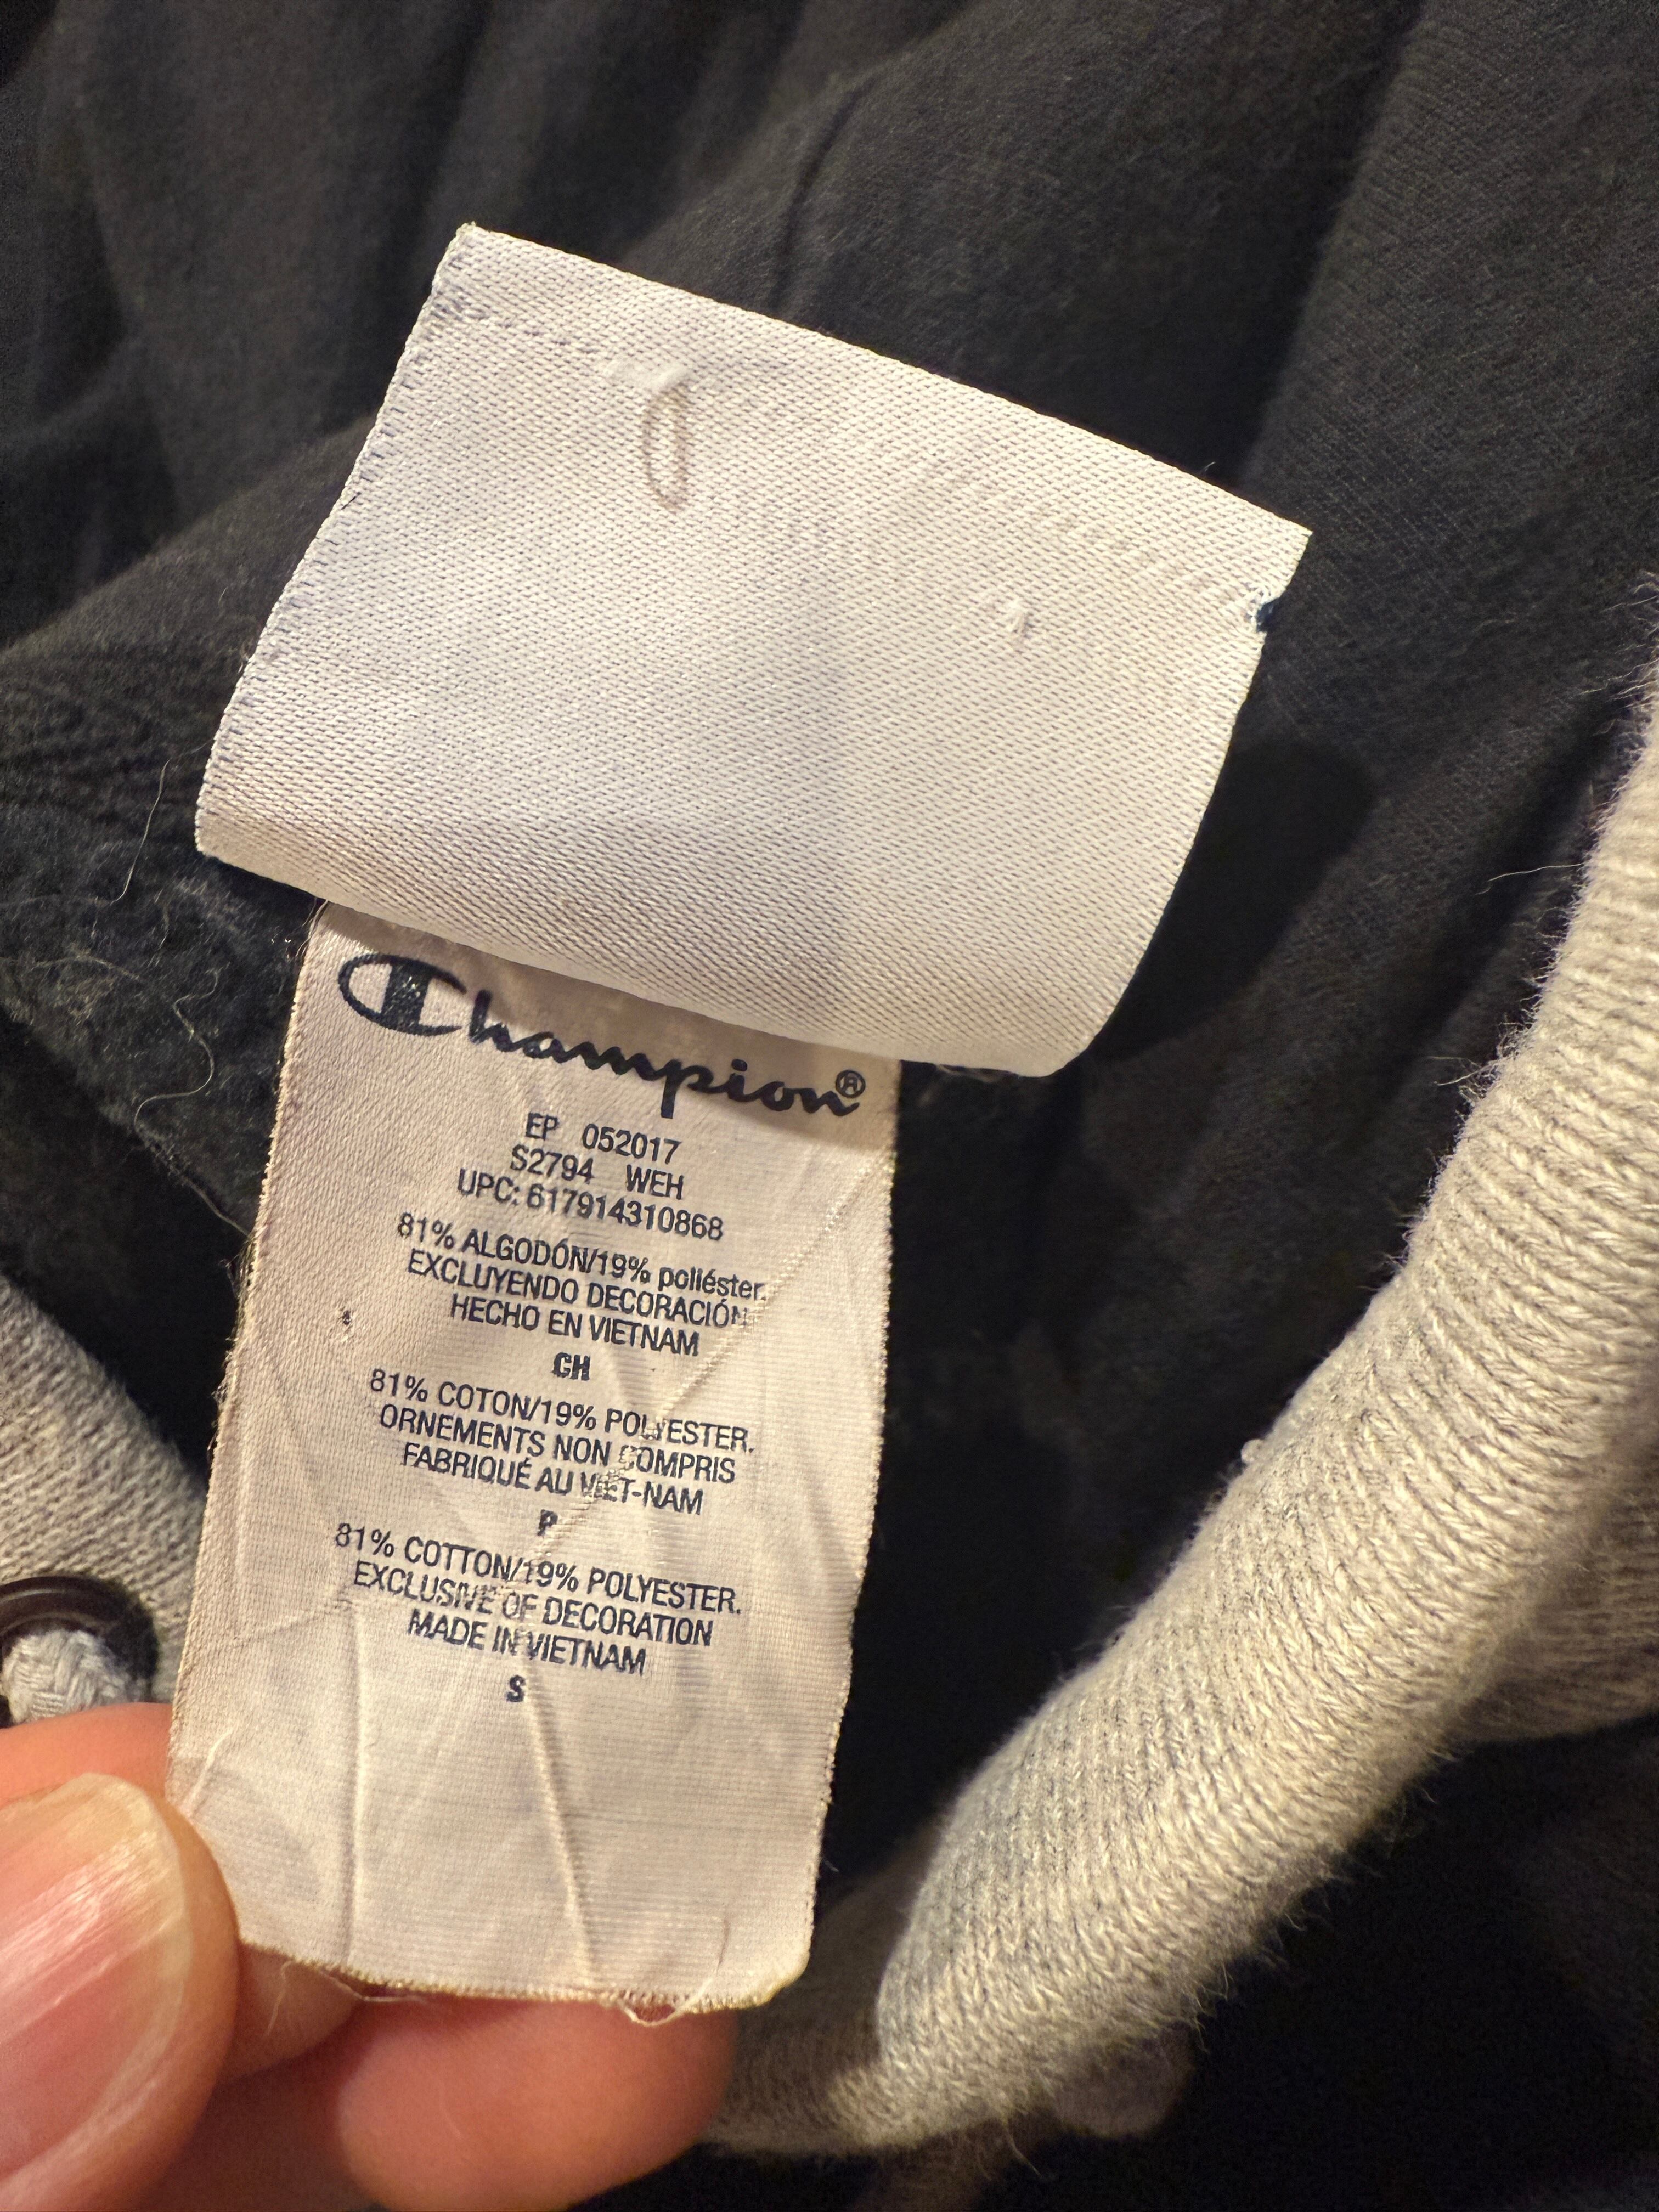 Champion®
EP 052017
S2794 WEH
UPC: 617914310868
81% ALGODÓN/19% poliéster.
EXCLUYENDO DECORACIÓN
HECHO EN VIETNAM
CH
81% COTON/19% POLYESTER.
ORNEMENTS NON COMPRIS
FABRIQUÉ AU VIET-NAM
P
81% COTTON/19% POLYESTER.
EXCLUSIVE OF DECORATION
MADE IN VIETNAM
S